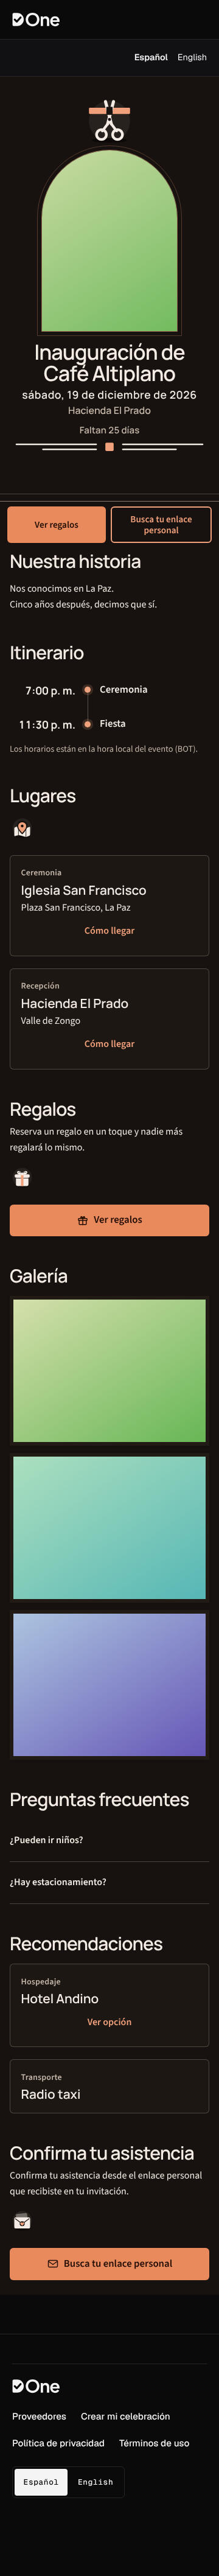 One
Español English
Inauguración de
Café Altiplano
sábado, 19 de diciembre de 2026
Hacienda El Prado
Faltan 25 días
Ver regalos
Busca tu enlace
personal
Nuestra historia
Nos conocimos en La Paz.
Cinco años después, decimos que sí.
Itinerario
7:00 p. m. Ceremonia
11:30 p. m. Fiesta
Los horarios están en la hora local del evento (BOT).
Lugares
Ceremonia
Iglesia San Francisco
Plaza San Francisco, La Paz
Cómo llegar
Recepción
Hacienda El Prado
Valle de Zongo
Cómo llegar
Regalos
Reserva un regalo en un toque y nadie más
regalará lo mismo.
Ver regalos
Galería
Preguntas frecuentes
¿Pueden ir niños?
¿Hay estacionamiento?
Recomendaciones
Hospedaje
Hotel Andino
Ver opción
Transporte
Radio taxi
Confirma tu asistencia
Confirma tu asistencia desde el enlace personal
que recibiste en tu invitación.
Busca tu enlace personal
One
Proveedores Crear mi celebración
Política de privacidad Términos de uso
Español English